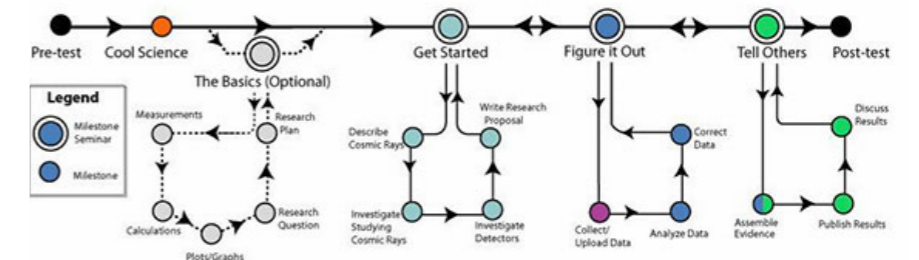 Pre-test
Cool Science
Get Started
Figure it Out
Tell Others
Post-test
The Basics (Optional)
Legend
Milestone
Seminar
Milestone
Measurements
Research
Plan
Calculations
Plots/Graphs
Research
Question
Describe
Cosmic Rays
Write Research
Proposal
Investigate
Studying
Cosmic Rays
Investigate
Detectors
Correct
Data
Collect/
Upload Data
Analyze Data
Discuss
Results
Assemble
Evidence
Publish Results